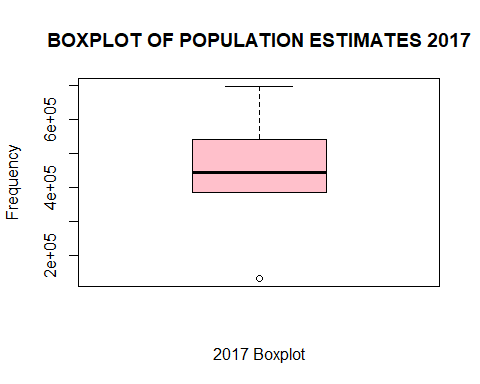 BOXPLOT OF POPULATION ESTIMATES 2017
Frequency
6e+05
4e+05
2e+05
2017 Boxplot